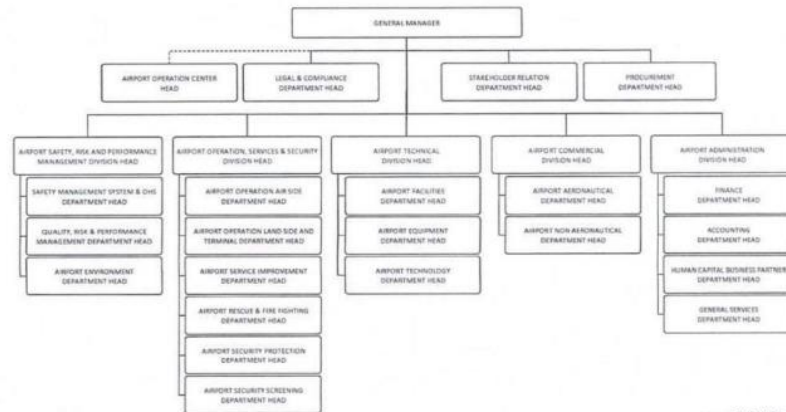 GENERAL MANAGER
AIRPORT OPERATION CENTER
HEAD
LEGAL & COMPLIANCE
DEPARTMENT HEAD
STAKEHOLDER RELATION
DEPARTMENT HEAD
PROCUREMENT
DEPARTMENT HEAD
AIRPORT SAFETY, RISK AND PERFORMANCE
MANAGEMENT DIVISION HEAD
SAFETY MANAGEMENT SYSTEM & OHS
DEPARTMENT HEAD
QUALITY, RISK & PERFORMANCE
MANAGEMENT DEPARTMENT HEAD
AIRPORT ENVIRONMENT
DEPARTMENT HEAD
AIRPORT OPERATION, SERVICES & SECURITY
DIVISION HEAD
AIRPORT OPERATION AIR SIDE
DEPARTMENT HEAD
AIRPORT OPERATION LAND SIDE AND
TERMINAL DEPARTMENT HEAD
AIRPORT SERVICE IMPROVEMENT
DEPARTMENT HEAD
AIRPORT RESCUE & FIRE FIGHTING
DEPARTMENT HEAD
AIRPORT SECURITY PROTECTION
DEPARTMENT HEAD
AIRPORT SECURITY SCREENING
DEPARTMENT HEAD
AIRPORT TECHNICAL
DIVISION HEAD
AIRPORT FACILITIES
DEPARTMENT HEAD
AIRPORT EQUIPMENT
DEPARTMENT HEAD
AIRPORT TECHNOLOGY
DEPARTMENT HEAD
AIRPORT COMMERCIAL
DIVISION HEAD
AIRPORT AERONAUTICAL
DEPARTMENT HEAD
AIRPORT NON AERONAUTICAL
DEPARTMENT HEAD
AIRPORT ADMINISTRATION
DIVISION HEAD
FINANCE
DEPARTMENT HEAD
ACCOUNTING
DEPARTMENT HEAD
HUMAN CAPITAL BUSINESS PARTNER
DEPARTMENT HEAD
GENERAL SERVICES
DEPARTMENT HEAD